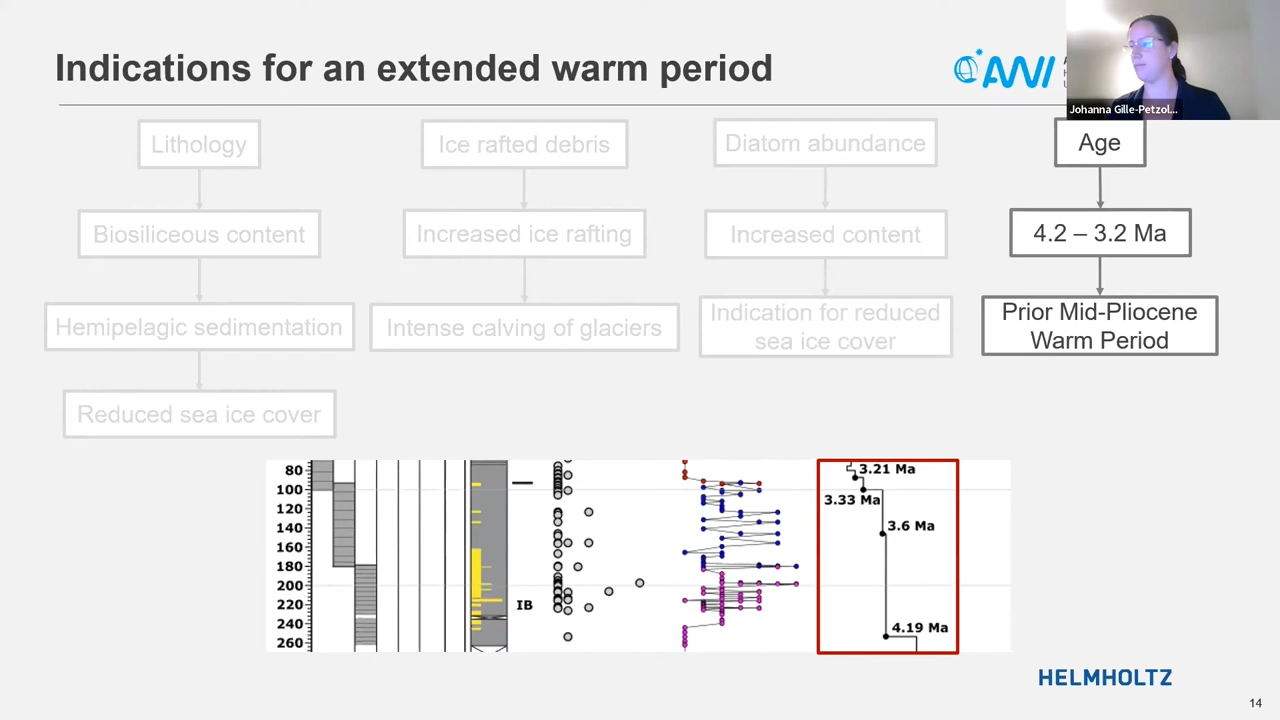 Indications for an extended warm period
AWI
Johanna Gille-Petzol...
Lithology
Ice rafted debris
Diatom abundance
Age
Biosiliceous content
Increased ice rafting
Increased content
4.2 – 3.2 Ma
Hemipelagic sedimentation
Intense calving of glaciers
Indication for reduced
sea ice cover
Prior Mid-Pliocene
Warm Period
Reduced sea ice cover
80
100
120
140
160
180
200
220
240
260
IB
3.21 Ma
3.33 Ma
3.6 Ma
4.19 Ma
HELMHOLTZ
14